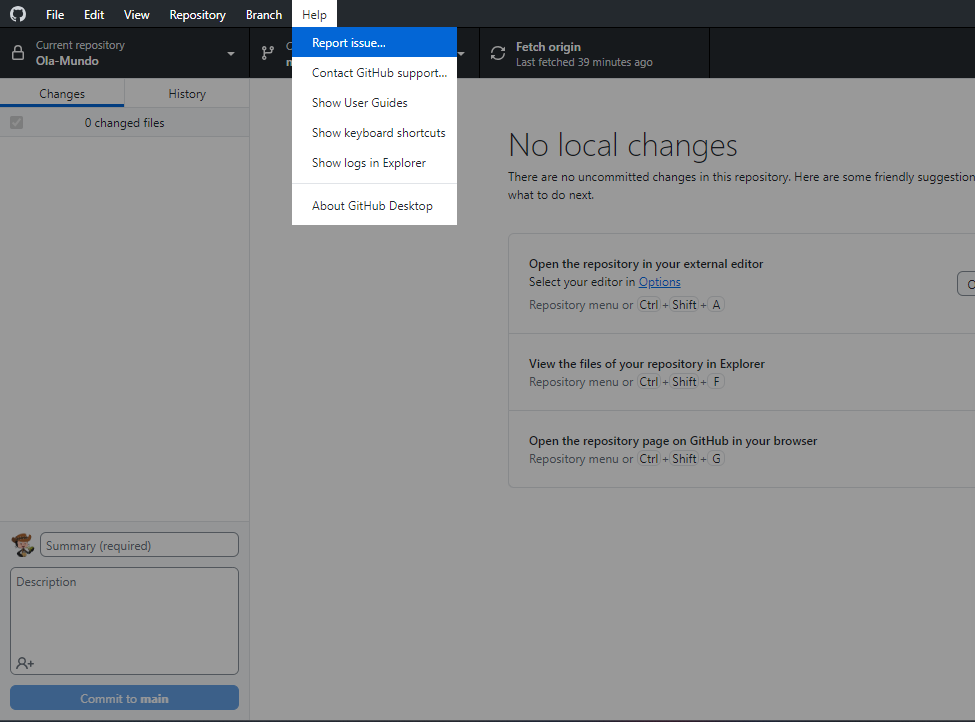 File Edit View Repository Branch Help
Current repository
Ola-Mundo
Fetch origin
Last fetched 39 minutes ago
Report issue...
Contact GitHub support...
Show User Guides
Show keyboard shortcuts
Show logs in Explorer
About GitHub Desktop
Changes History
0 changed files
No local changes
There are no uncommitted changes in this repository. Here are some friendly suggestion
what to do next.
Open the repository in your external editor
Select your editor in Options
Repository menu or Ctrl + Shift + A
View the files of your repository in Explorer
Repository menu or Ctrl + Shift + F
Open the repository page on GitHub in your browser
Repository menu or Ctrl + Shift + G
Summary (required)
Description
Commit to main